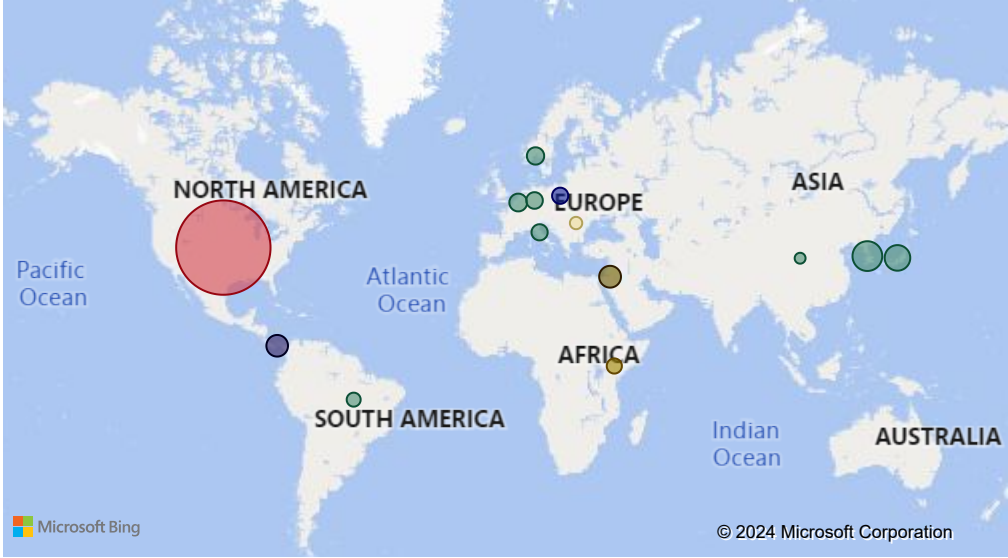 ASIA
NORTH AMERICA
EUROPE
Pacific
Ocean
Atlantic
Ocean
AFRICA
SOUTH AMERICA
Indian
Ocean
AUSTRALIA
Microsoft Bing
© 2024 Microsoft Corporation